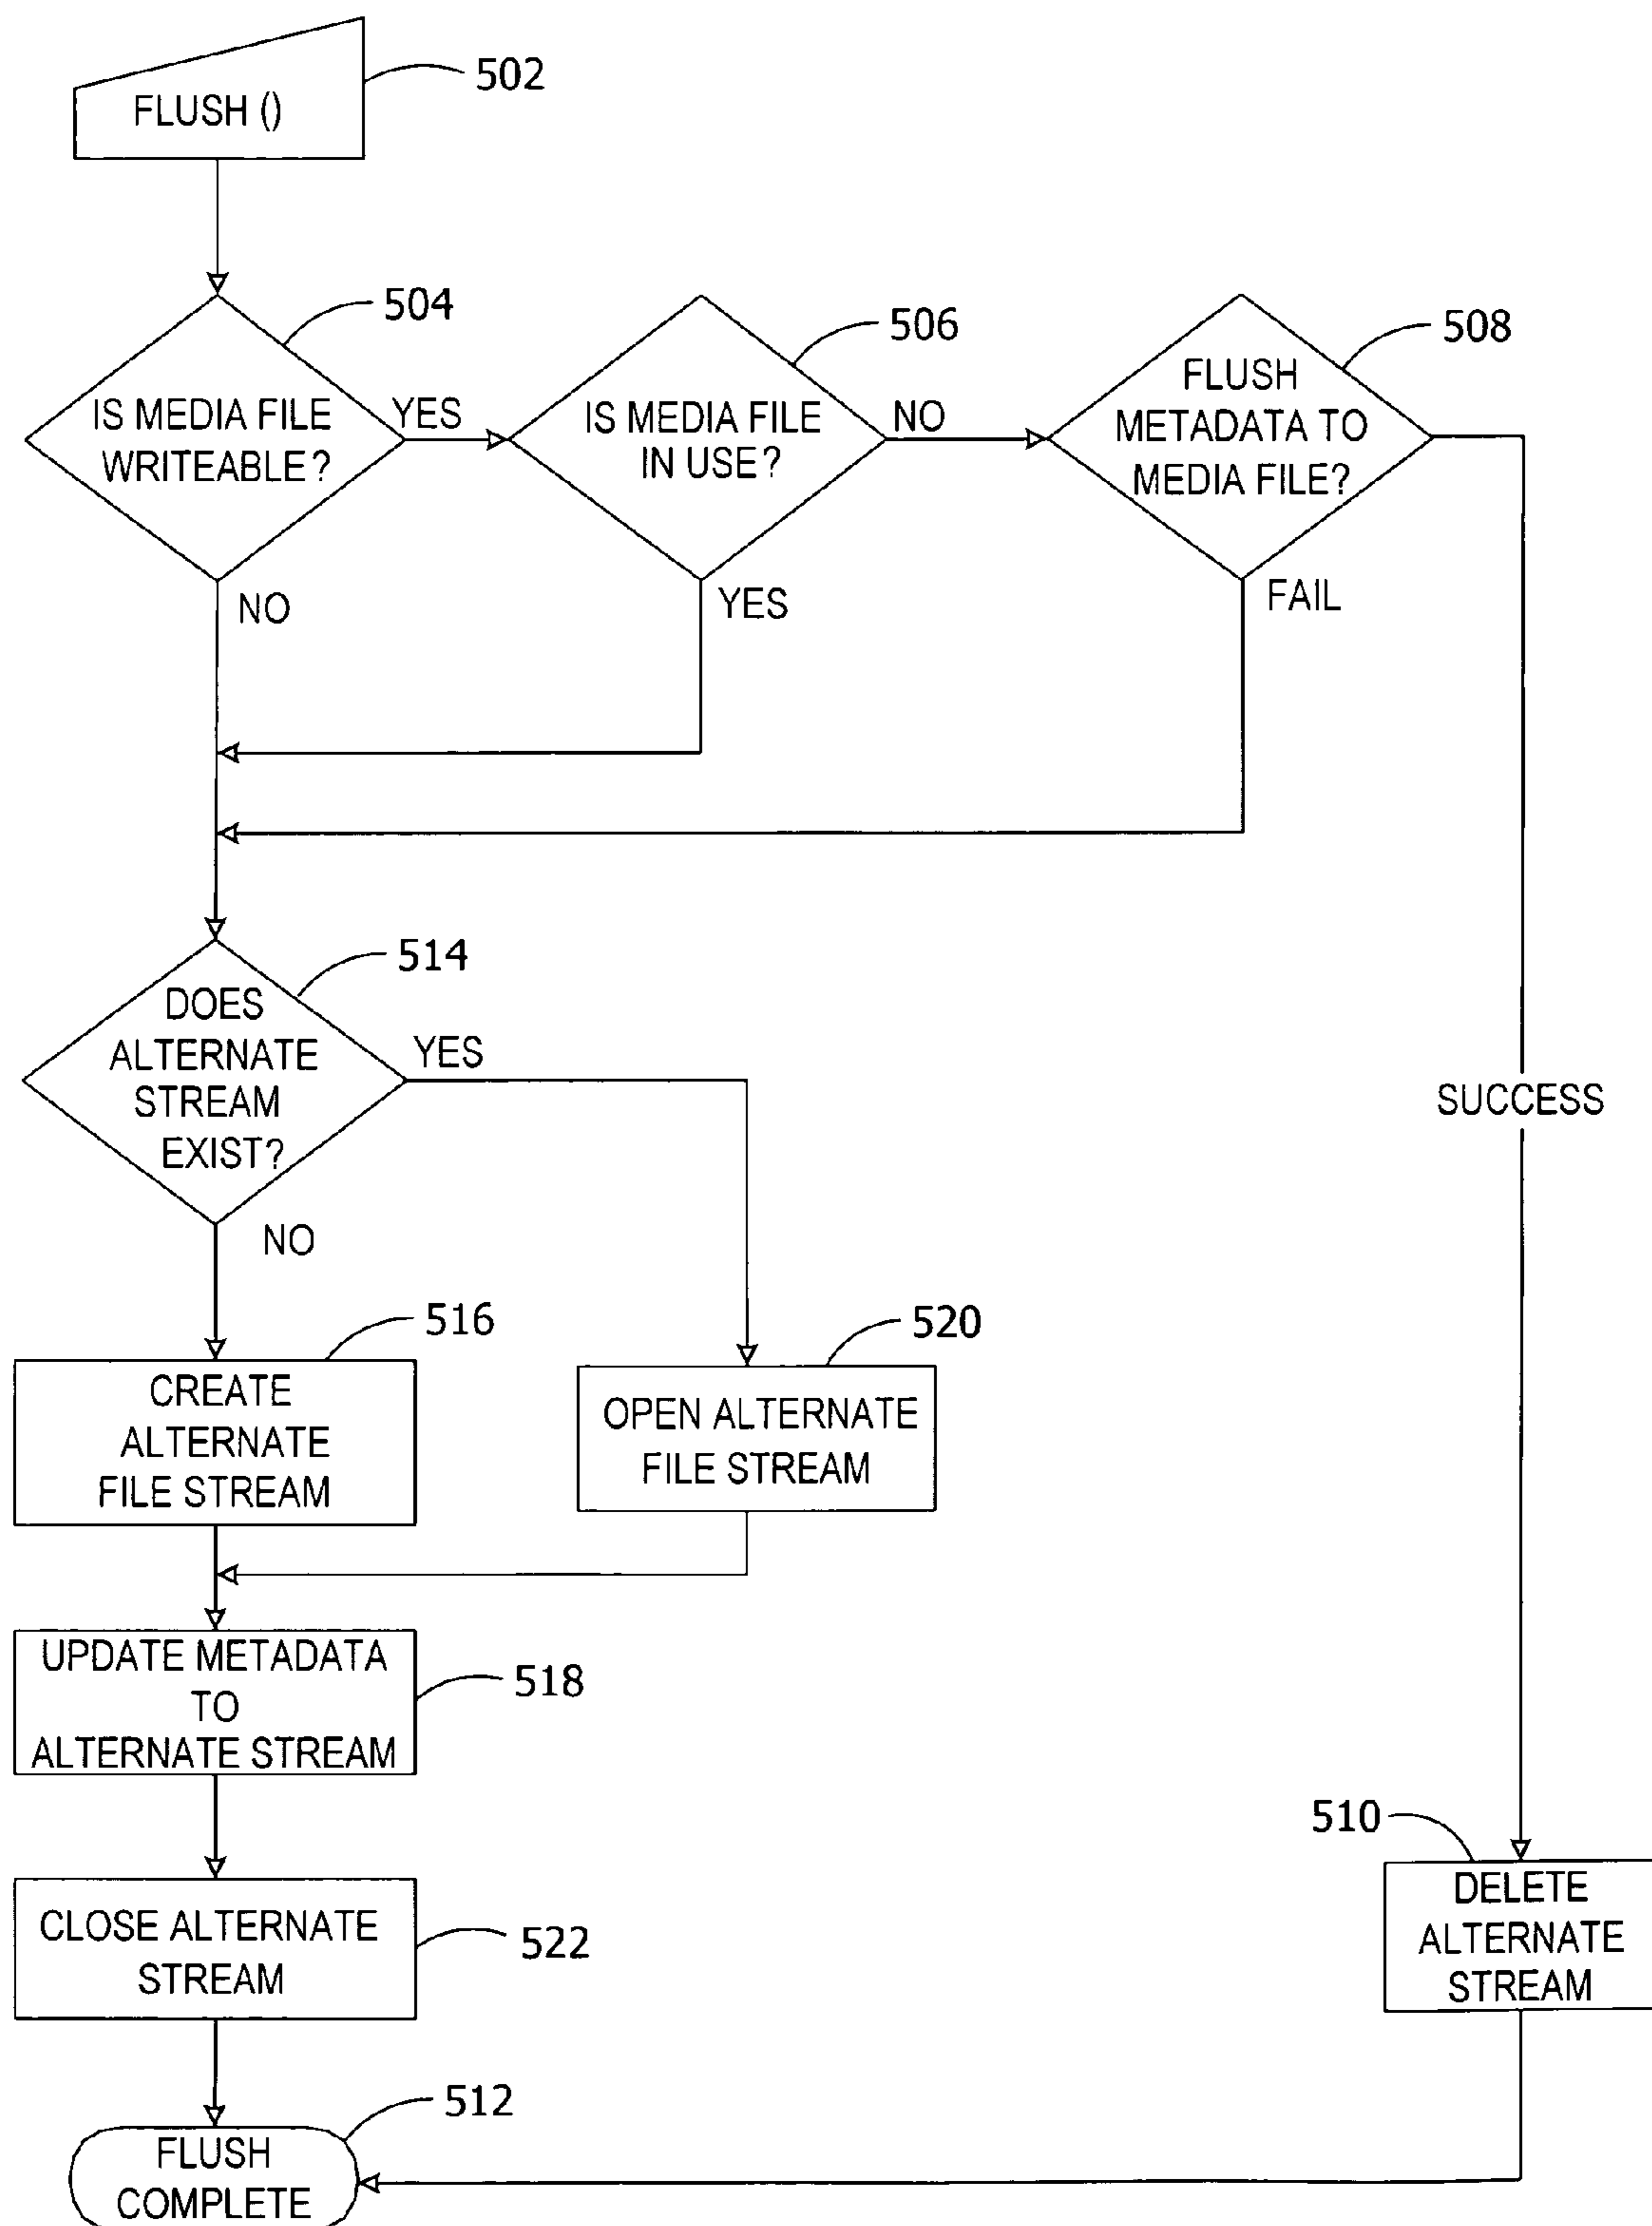 FLUSH ()
502
504
IS MEDIA FILE
WRITEABLE?
YES
NO
506
IS MEDIA FILE
IN USE?
NO
YES
508
FLUSH
METADATA TO
MEDIA FILE?
FAIL
SUCCESS
514
DOES
ALTERNATE
STREAM
EXIST?
YES
NO
516
CREATE
ALTERNATE
FILE STREAM
520
OPEN ALTERNATE
FILE STREAM
UPDATE METADATA
TO
ALTERNATE STREAM
518
CLOSE ALTERNATE
STREAM
522
510
DELETE
ALTERNATE
STREAM
512
FLUSH
COMPLETE